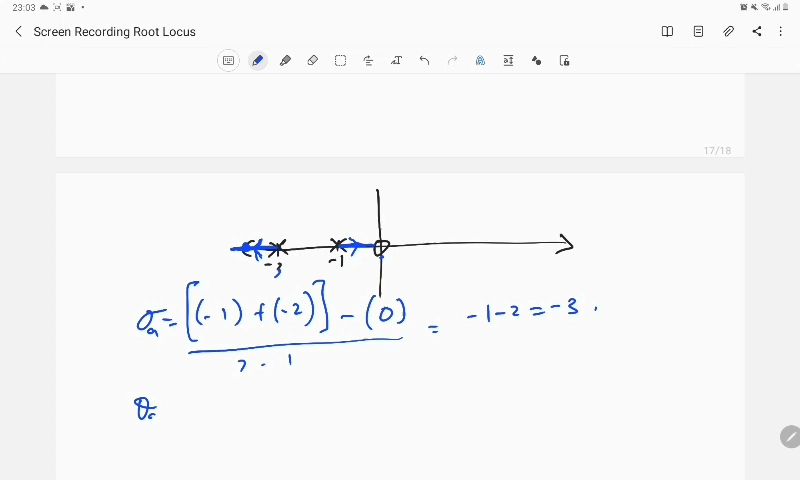 23:03
Screen Recording Root Locus
17/18
-3 -1
σa = [(-1) + (-2)] - (0) = -1-2 = -3 .
2 - 1